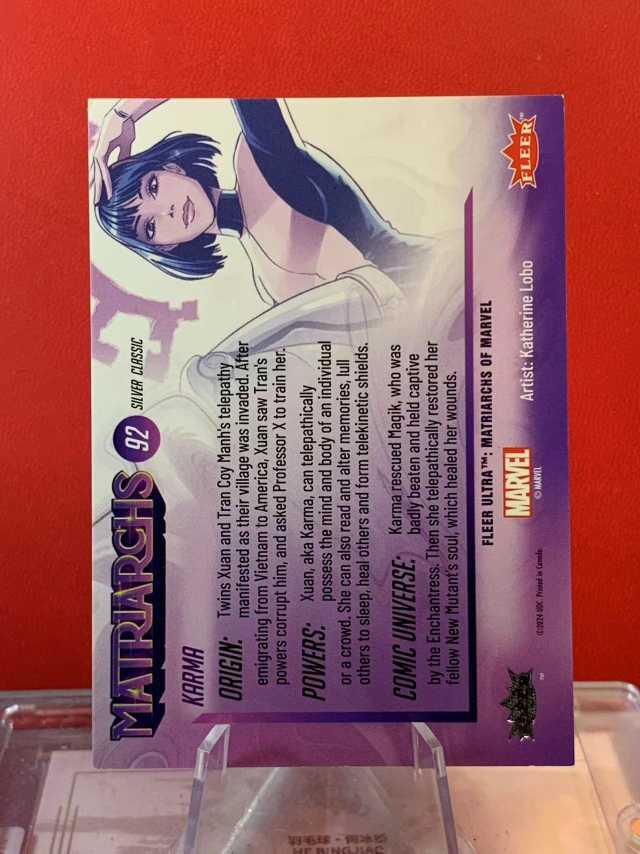 MATRIARCHS 92 SILVER CLASSIC
KARMA
ORIGIN: Twins Xuan and Tran Coy Manh's telepathy
manifested as their village was invaded. After
emigrating from Vietnam to America, Xuan saw Tran's
powers corrupt him, and asked Professor X to train her.
POWERS: Xuan, aka Karma, can telepathically
possess the mind and body of an individual
or a crowd. She can also read and alter memories, lull
others to sleep, heal others and form telekinetic shields.
COMIC UNIVERSE: Karma rescued Magik, who was
badly beaten and held captive
by the Enchantress. Then she telepathically restored her
fellow New Mutant's soul, which healed her wounds.
FLEER ULTRA™: MATRIARCHS OF MARVEL
MARVEL
© MARVEL
Artist: Katherine Lobo
©2024 UDC. Printed in Canada.
FLEER™